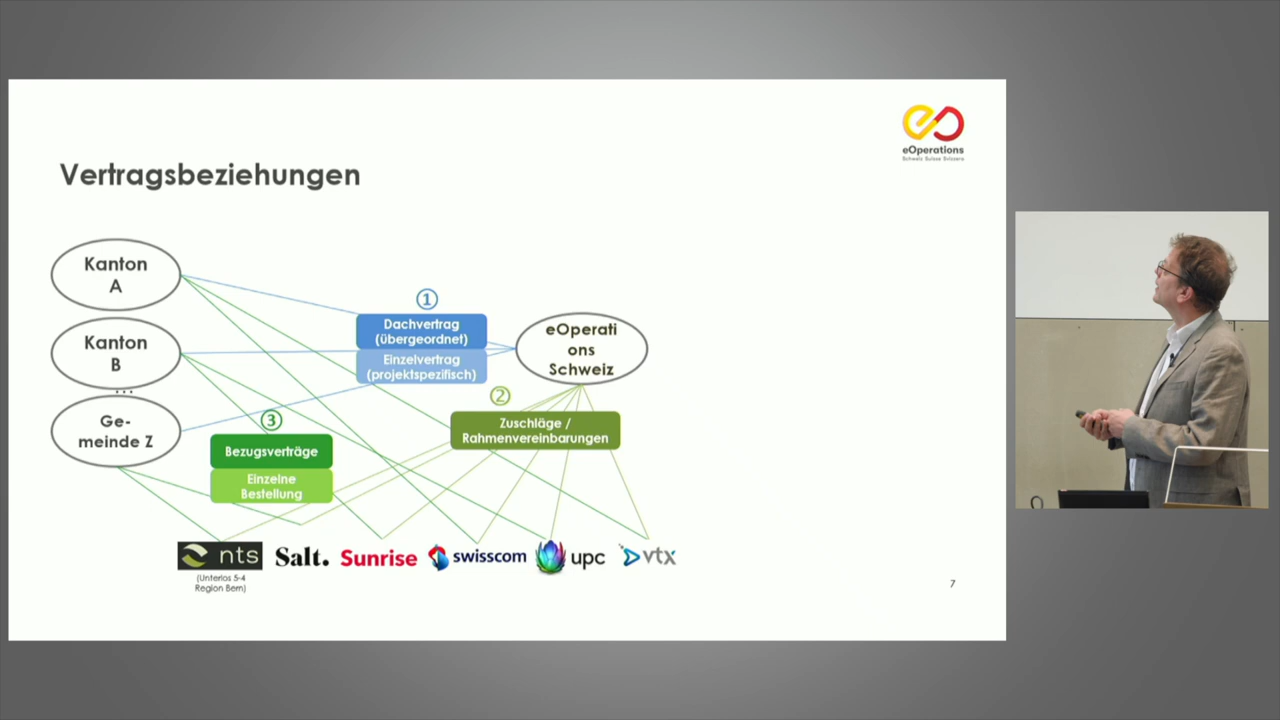 eOperations
Schweiz Suisse Svizzera
Vertragsbeziehungen
Kanton
A
Kanton
B
...
Ge-
meinde Z
①
Dachvertrag
(übergeordnet)
Einzelvertrag
(projektspezifisch)
eOperati
ons
Schweiz
②
Zuschläge /
Rahmenvereinbarungen
③
Bezugsverträge
Einzelne
Bestellung
nts
(Unterlos 5-4
Region Bern)
Salt.
Sunrise
swisscom
upc
vtx
7